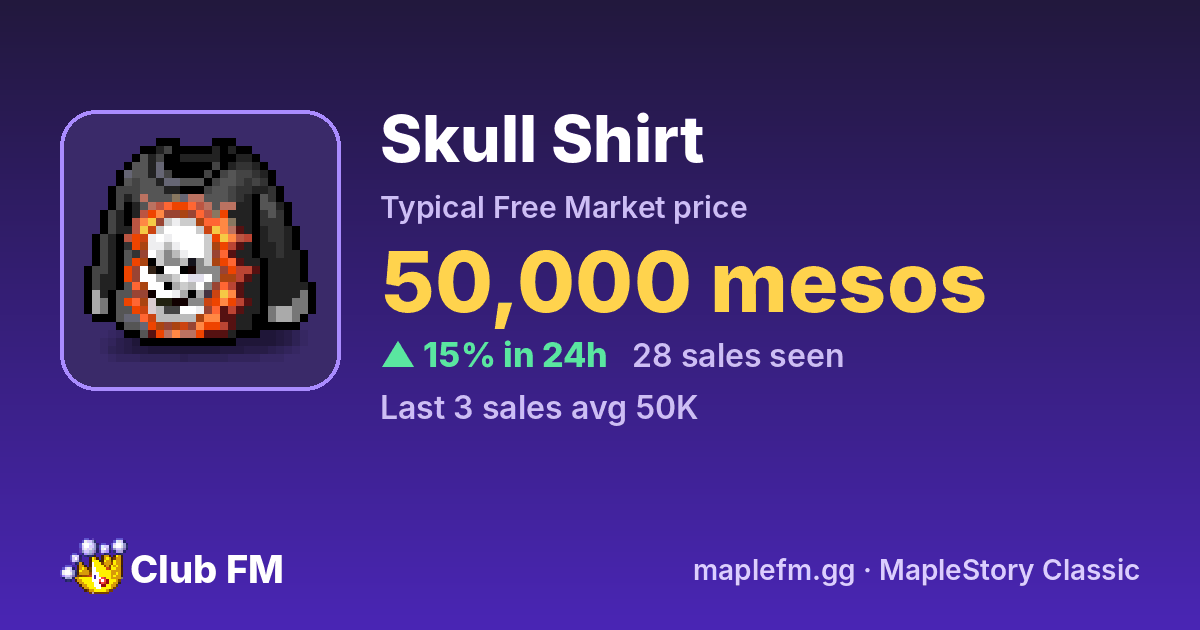 Skull Shirt
Typical Free Market price
50,000 mesos
▲ 15% in 24h 28 sales seen
Last 3 sales avg 50K
Club FM
maplefm.gg · MapleStory Classic